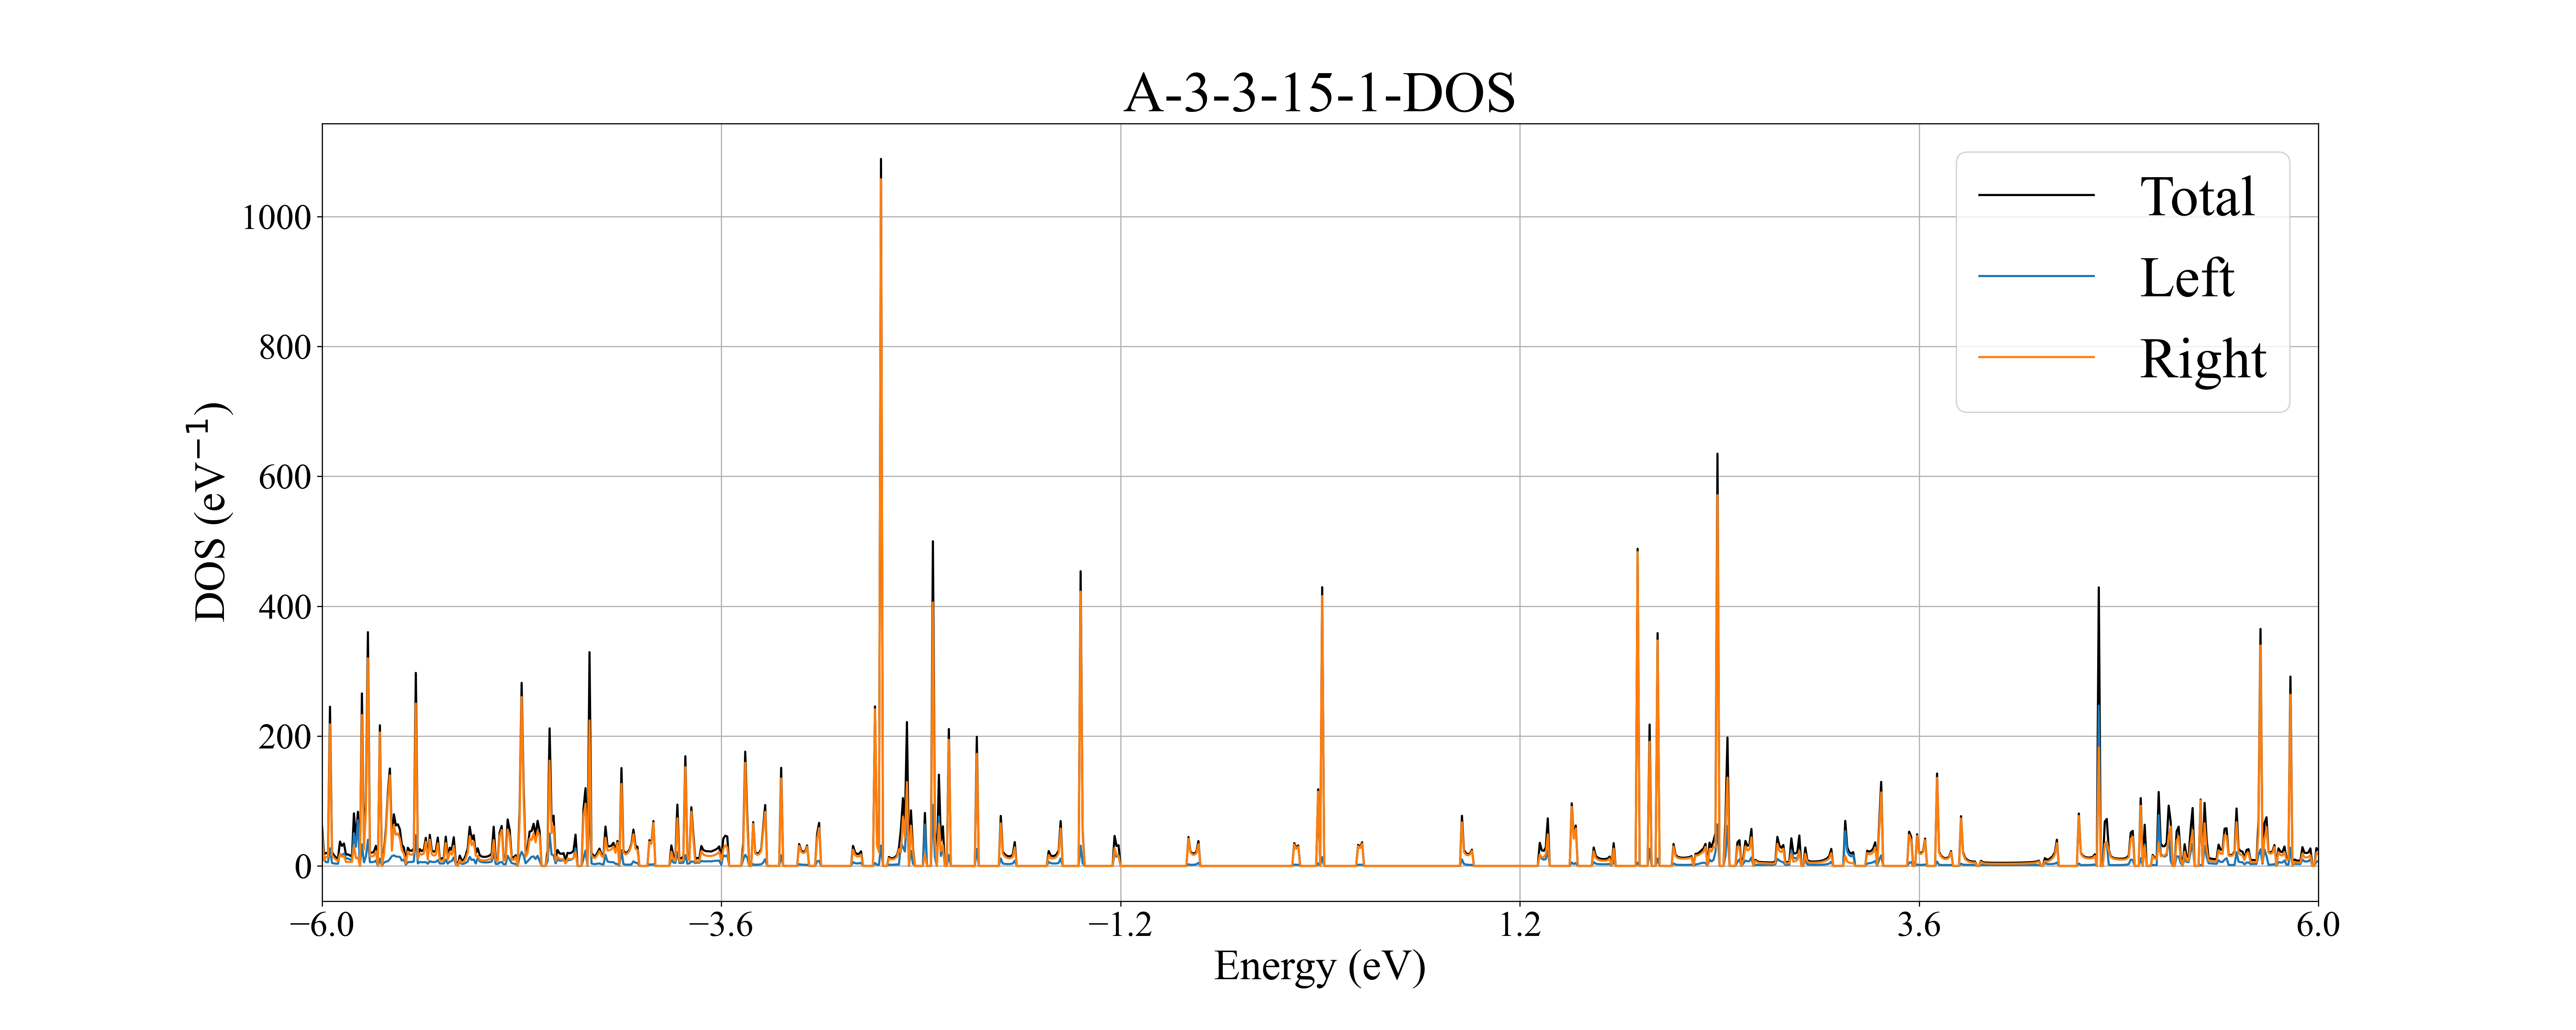 A-3-3-15-1-DOS
Total
Left
Right
1000
800
600
400
200
0
DOS (eV⁻¹)
−6.0 −3.6 −1.2 1.2 3.6 6.0
Energy (eV)